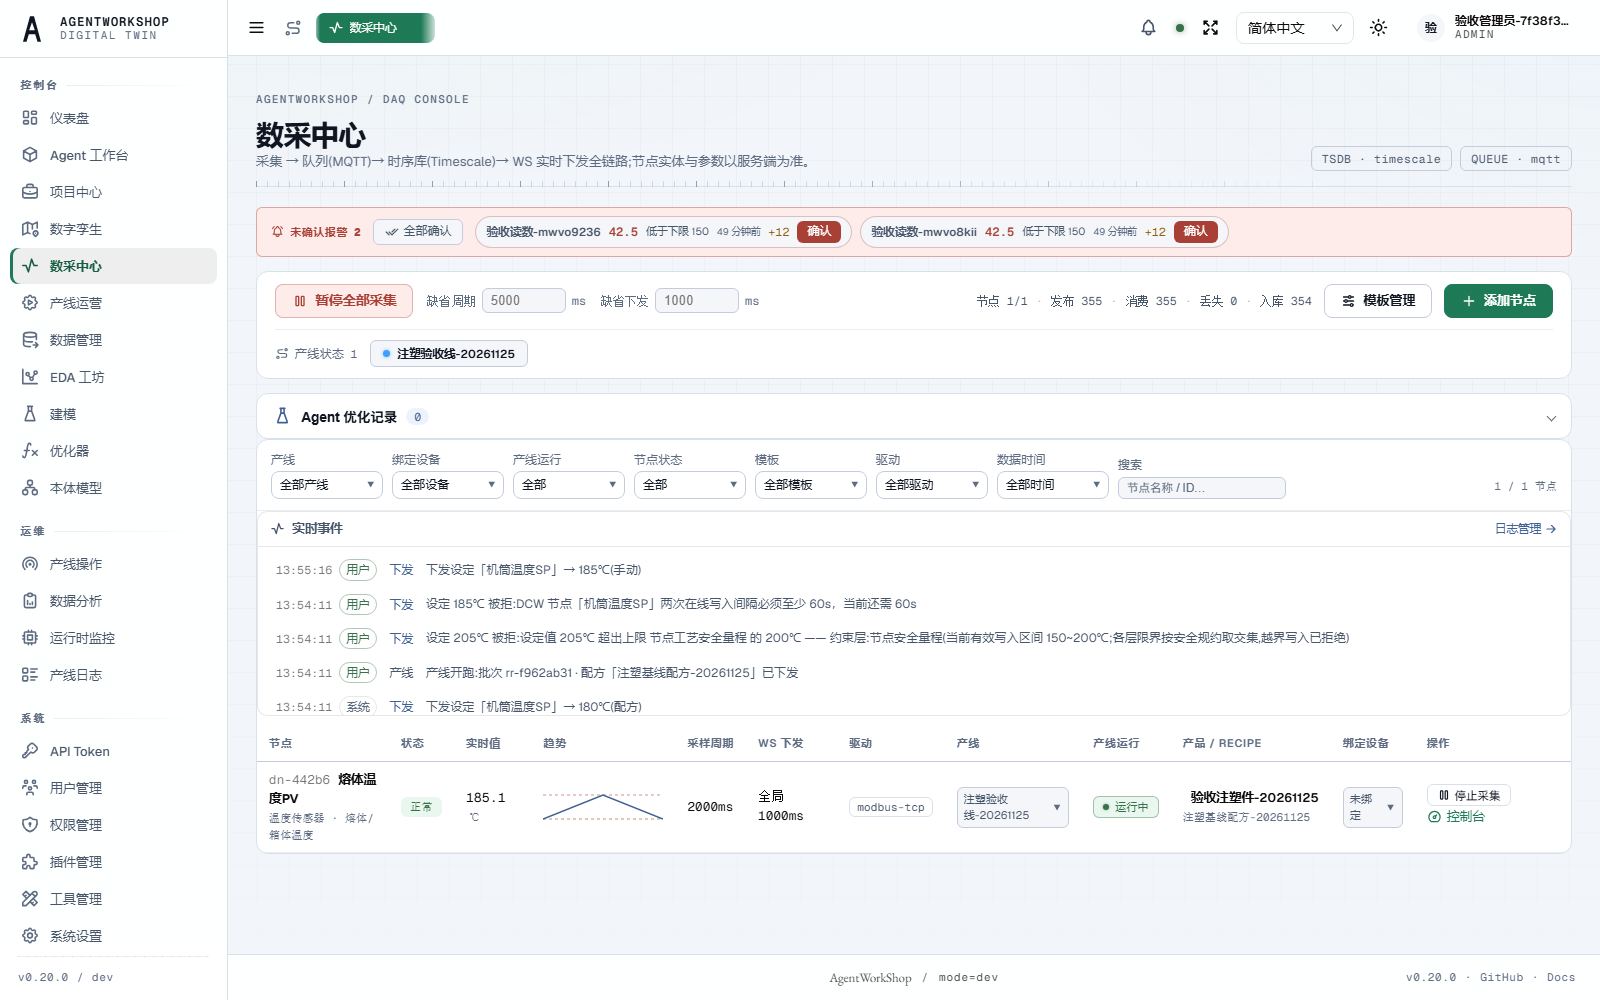 AGENTWORKSHOP
DIGITAL TWIN
控制台
仪表盘
Agent 工作台
项目中心
数字孪生
数采中心
产线运营
数据管理
EDA 工坊
建模
优化器
本体模型
运维
产线操作
数据分析
运行时监控
产线日志
系统
API Token
用户管理
权限管理
插件管理
工具管理
系统设置
v0.20.0 / dev
数采中心
简体中文
验
验收管理员-7f38f3…
ADMIN
AGENTWORKSHOP / DAQ CONSOLE
数采中心
采集 → 队列(MQTT)→ 时序库(Timescale)→ WS 实时下发全链路;节点实体与参数以服务端为准。
TSDB · timescale
QUEUE · mqtt
未确认报警 2
全部确认
验收读数-mwvo9236 42.5 低于下限 150 49 分钟前 +12 确认
验收读数-mwvo8kii 42.5 低于下限 150 49 分钟前 +12 确认
暂停全部采集
缺省周期 5000 ms
缺省下发 1000 ms
节点 1/1 · 发布 355 · 消费 355 · 丢失 0 · 入库 354
模板管理
添加节点
产线状态 1
注塑验收线-20261125
Agent 优化记录 0
产线 绑定设备 产线运行 节点状态 模板 驱动 数据时间 搜索
全部产线 全部设备 全部 全部 全部模板 全部驱动 全部时间 节点名称 / ID...
1 / 1 节点
实时事件
日志管理 →
13:55:16 用户 下发 下发设定「机筒温度SP」→ 185℃(手动)
13:54:11 用户 下发 设定 185℃ 被拒:DCW 节点「机筒温度SP」两次在线写入间隔必须至少 60s，当前还需 60s
13:54:11 用户 下发 设定 205℃ 被拒:设定值 205℃ 超出上限 节点工艺安全量程 的 200℃ —— 约束层:节点安全量程(当前有效写入区间 150~200℃;各层限界按安全规约取交集,越界写入已拒绝)
13:54:11 用户 产线 产线开跑:批次 rr-f962ab31 · 配方「注塑基线配方-20261125」已下发
13:54:11 系统 下发 下发设定「机筒温度SP」→ 180℃(配方)
节点 状态 实时值 趋势 采样周期 WS 下发 驱动 产线 产线运行 产品 / RECIPE 绑定设备 操作
dn-442b6 熔体温
度PV
温度传感器 · 熔体/
箱体温度
正常
185.1
℃
2000ms
全局
1000ms
modbus-tcp
注塑验收
线-20261125
运行中
验收注塑件-20261125
注塑基线配方-20261125
未绑
定
停止采集
控制台
AgentWorkShop / mode=dev
v0.20.0 · GitHub · Docs